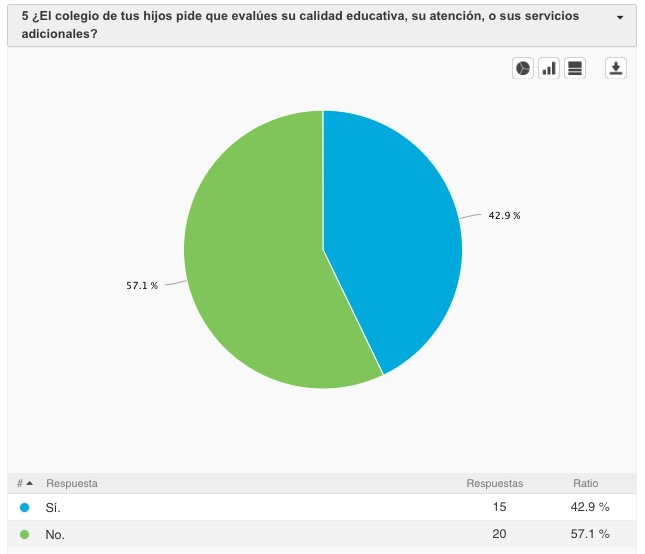 5 ¿El colegio de tus hijos pide que evalúes su calidad educativa, su atención, o sus servicios
adicionales?
42.9 %
57.1 %
# Respuesta Respuestas Ratio
Sí. 15 42.9 %
No. 20 57.1 %